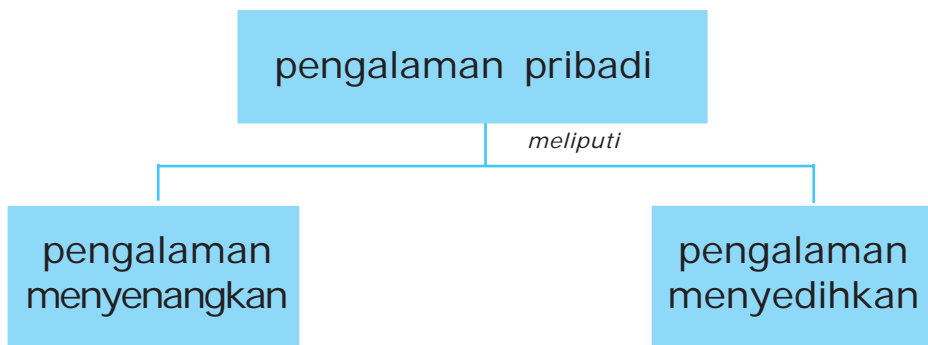 pengalaman pribadi
meliputi
pengalaman
menyenangkan
pengalaman
menyedihkan